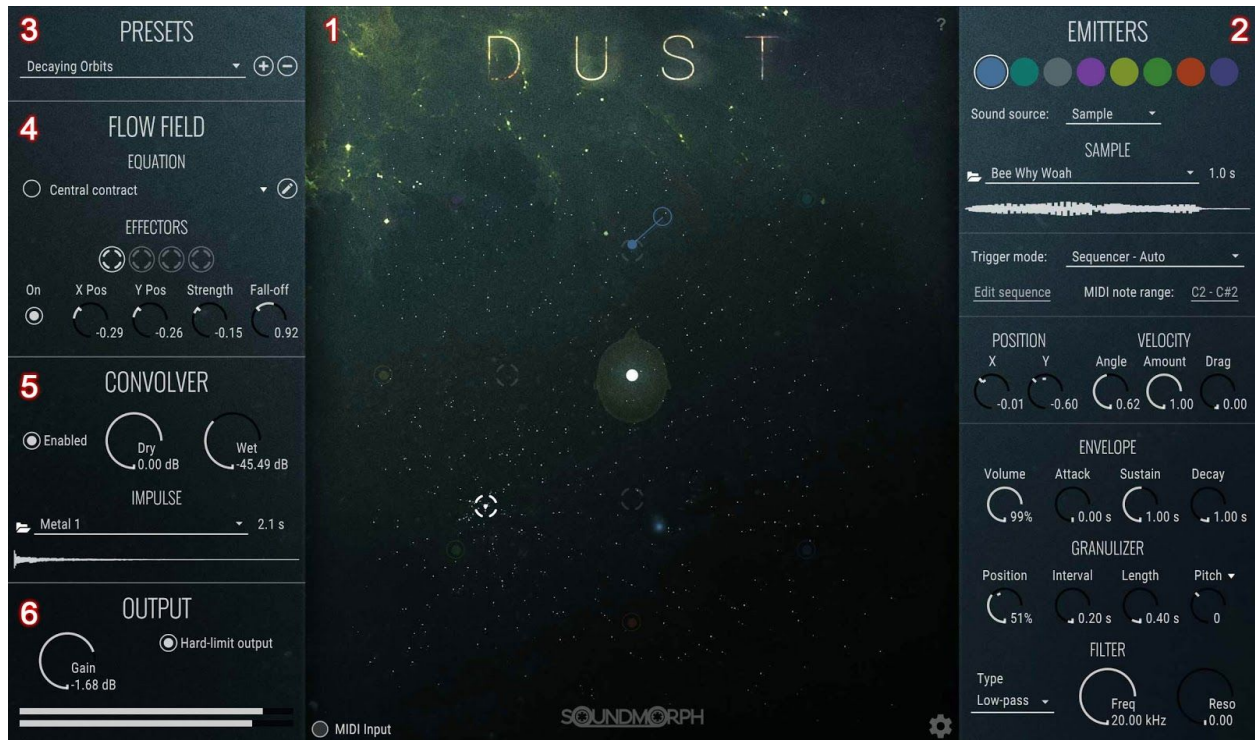 3 PRESETS
Decaying Orbits
4 FLOW FIELD
EQUATION
Central contract
EFFECTORS
On X Pos Y Pos Strength Fall-off
-0.29 -0.26 -0.15 0.92
5 CONVOLVER
Enabled
Dry
0.00 dB
Wet
-45.49 dB
IMPULSE
Metal 1 2.1 s
6 OUTPUT
Gain
-1.68 dB
Hard-limit output
1
DUST
?
MIDI Input
SOUNDMORPH
EMITTERS 2
Sound source: Sample
SAMPLE
Bee Why Woah 1.0 s
Trigger mode: Sequencer - Auto
Edit sequence MIDI note range: C2 - C#2
POSITION VELOCITY
X Y Angle Amount Drag
-0.01 -0.60 0.62 1.00 0.00
ENVELOPE
Volume Attack Sustain Decay
99% 0.00 s 1.00 s 1.00 s
GRANULIZER
Position Interval Length Pitch
51% 0.20 s 0.40 s 0
FILTER
Type
Low-pass
Freq
20.00 kHz
Reso
0.00